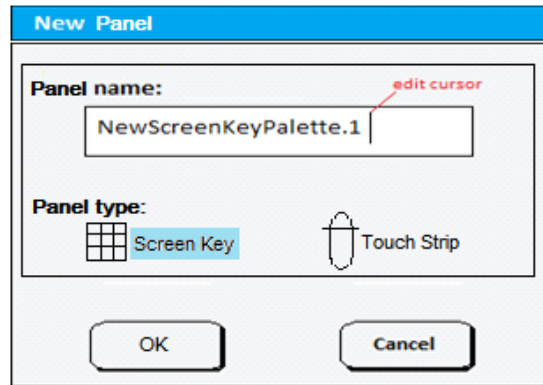 New Panel
Panel name:
edit cursor
NewScreenKeyPalette.1
Panel type:
Screen Key
Touch Strip
OK
Cancel